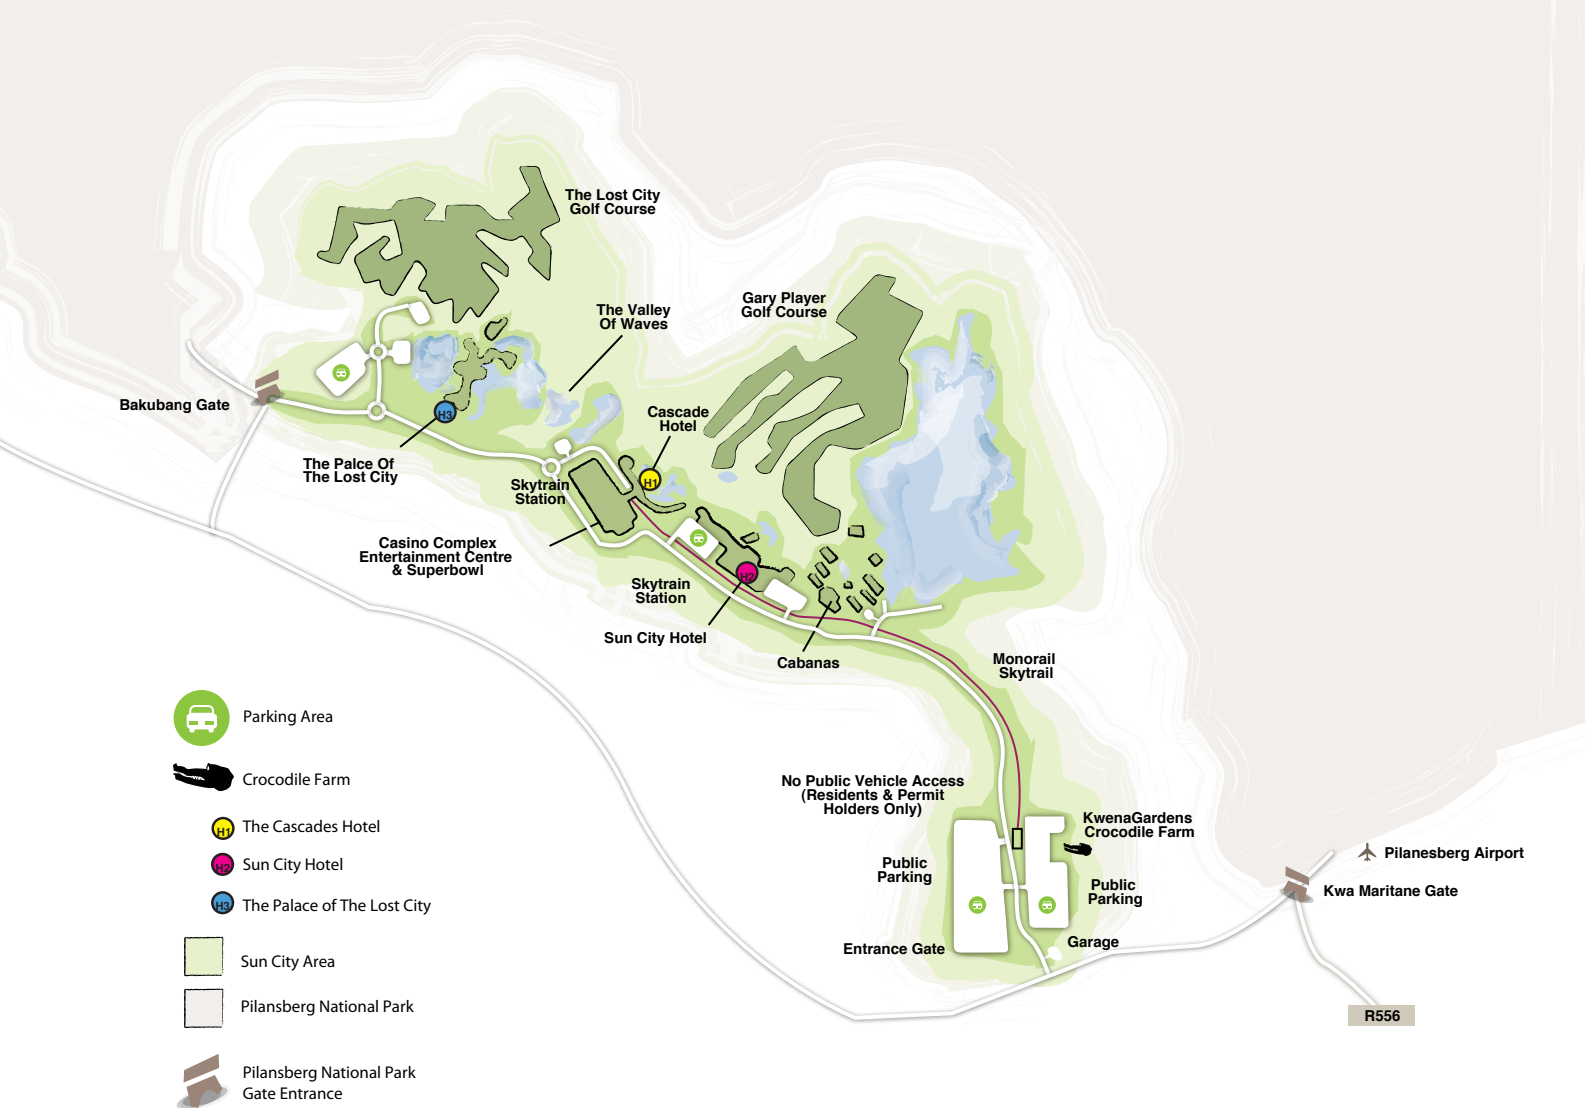 The Lost City
Golf Course
The Valley
Of Waves
Gary Player
Golf Course
Bakubang Gate
H3
Cascade
Hotel
The Palce Of
The Lost City
H1
Skytrain
Station
Casino Complex
Entertainment Centre
& Superbowl
Skytrain
Station
H2
Sun City Hotel
Cabanas
Monorail
Skytrail
No Public Vehicle Access
(Residents & Permit
Holders Only)
KwenaGardens
Crocodile Farm
Public
Parking
Public
Parking
Entrance Gate
Garage
Pilanesberg Airport
Kwa Maritane Gate
R556
Parking Area
Crocodile Farm
H1 The Cascades Hotel
H2 Sun City Hotel
H3 The Palace of The Lost City
Sun City Area
Pilansberg National Park
Pilansberg National Park
Gate Entrance